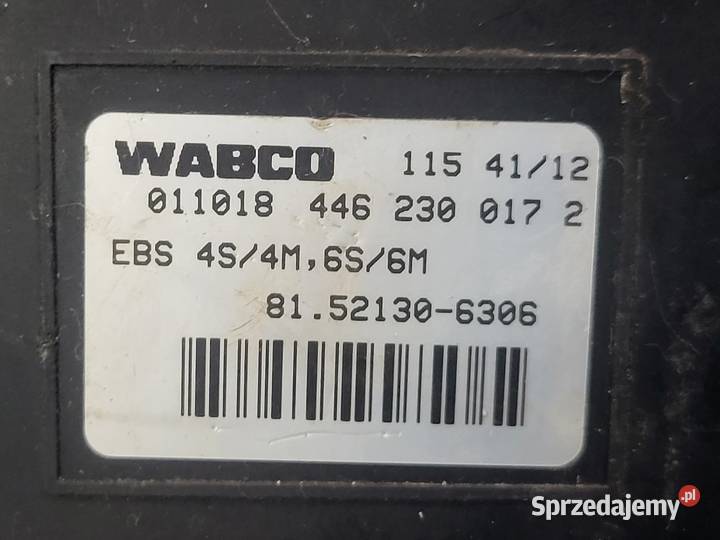 WABCO 115 41/12
011018 446 230 017 2
EBS 4S/4M,6S/6M
81.52130-6306
Sprzedajemy.pl